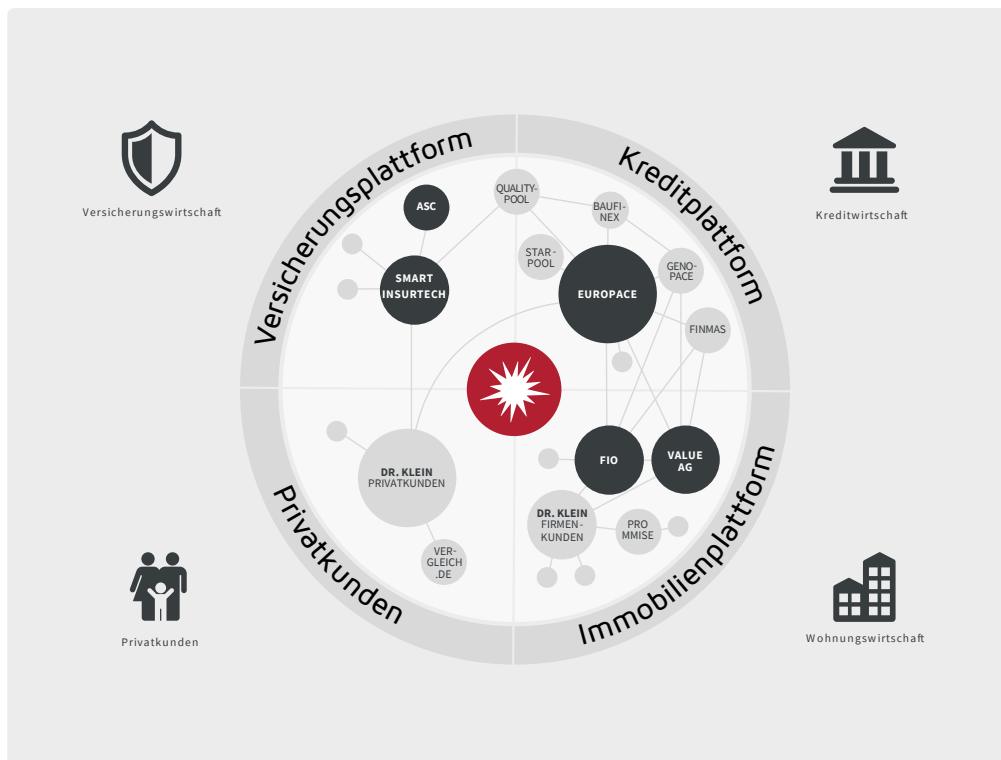 Versicherungsplattform
Kreditplattform
Versicherungswirtschaft
Kreditwirtschaft
ASC
QUALITY-
POOL
BAUFI-
NEX
STAR-
POOL
GENO-
PACE
SMART
INSURTECH
EUROPACE
FINMAS
DR. KLEIN
PRIVATKUNDEN
FIO
VALUE
AG
DR. KLEIN
FIRMEN-
KUNDEN
PRO
MMISE
VER-
GLEICH
.DE
Privatkunden
Immobilienplattform
Privatkunden
Wohnungswirtschaft